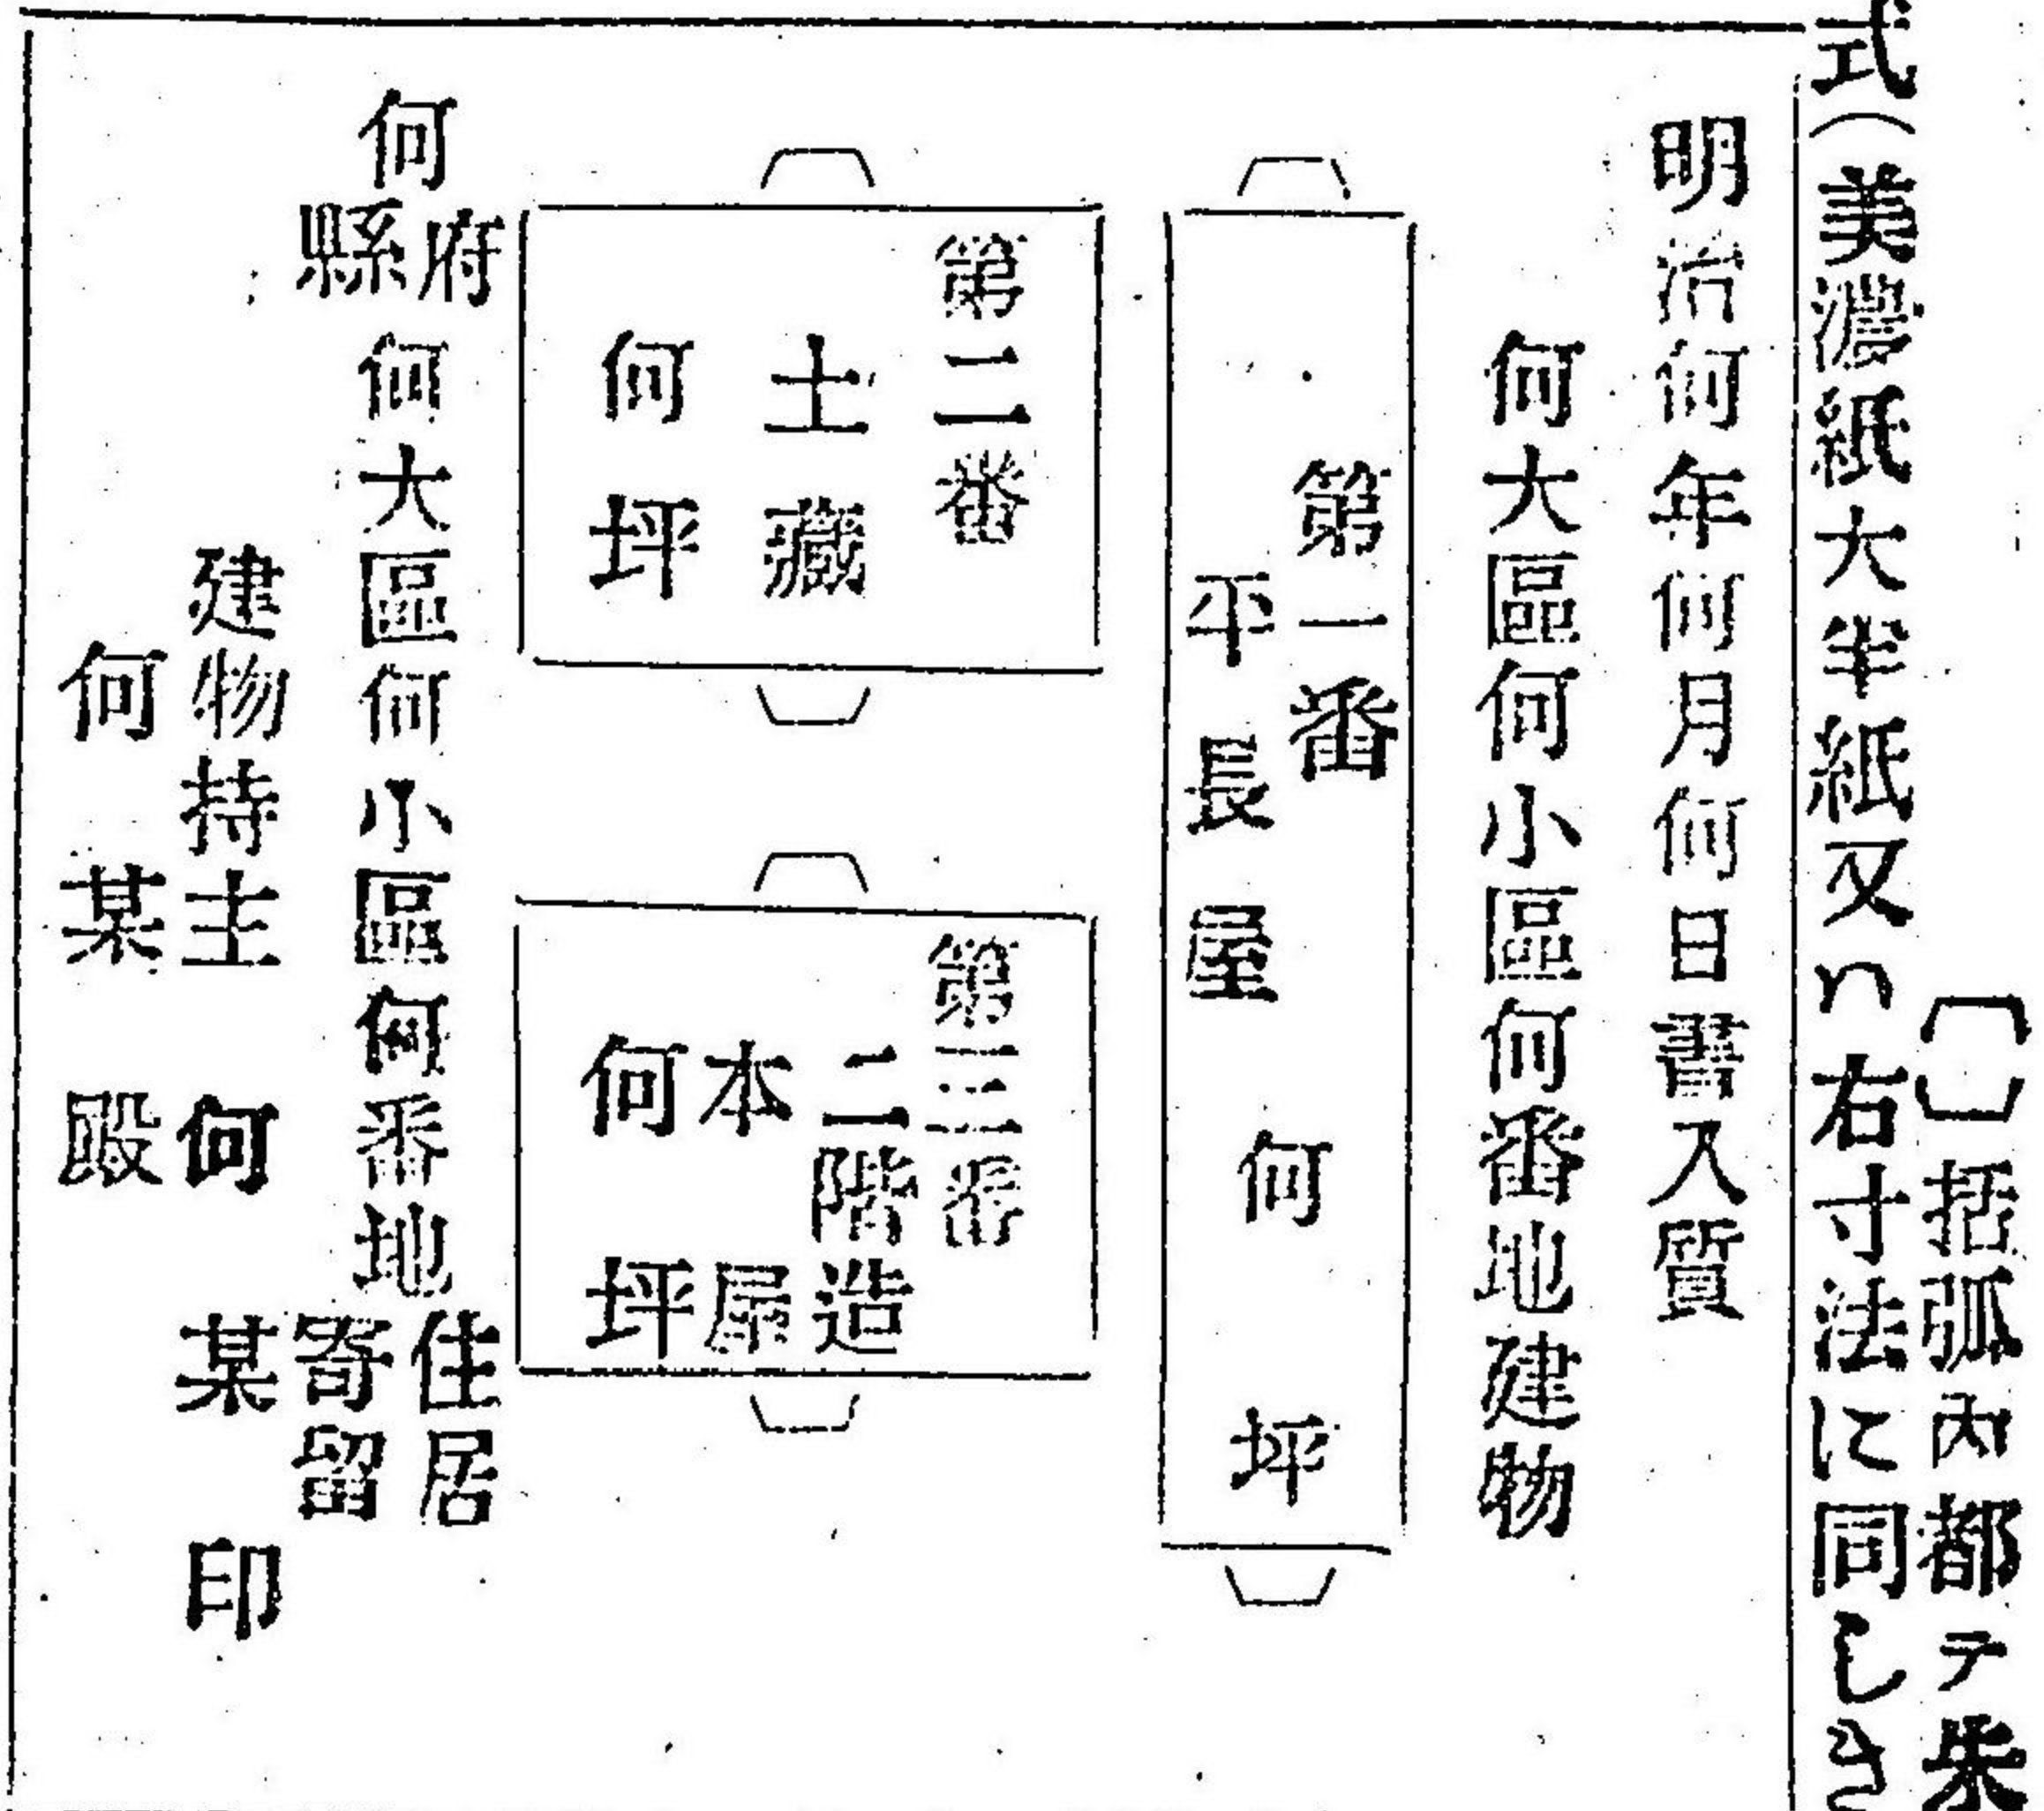 〔〕括弧內都テ朱
式（美濃紙大半紙又ハ右寸法に同しき
明治何年何月何日書入質
何大區何小區何番地建物
第一番
平長屋
何坪
第二番
土藏
何坪
第三番
二階造
本屋
何坪
何府縣何大區何小區何番地住居寄留
建物持主 何某 印
何某殿